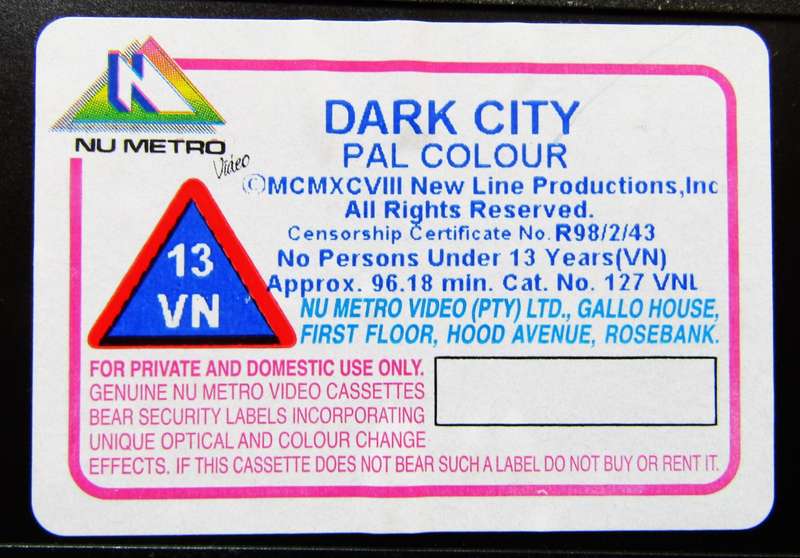 N
NU METRO
Video
DARK CITY
PAL COLOUR
©MCMXCVIII New Line Productions,Inc
All Rights Reserved.
Censorship Certificate No. R98/2/43
No Persons Under 13 Years(VN)
Approx. 96.18 min. Cat. No. 127 VNL
13
VN
NU METRO VIDEO (PTY) LTD., GALLO HOUSE,
FIRST FLOOR, HOOD AVENUE, ROSEBANK.
FOR PRIVATE AND DOMESTIC USE ONLY.
GENUINE NU METRO VIDEO CASSETTES
BEAR SECURITY LABELS INCORPORATING
UNIQUE OPTICAL AND COLOUR CHANGE
EFFECTS. IF THIS CASSETTE DOES NOT BEAR SUCH A LABEL DO NOT BUY OR RENT IT.